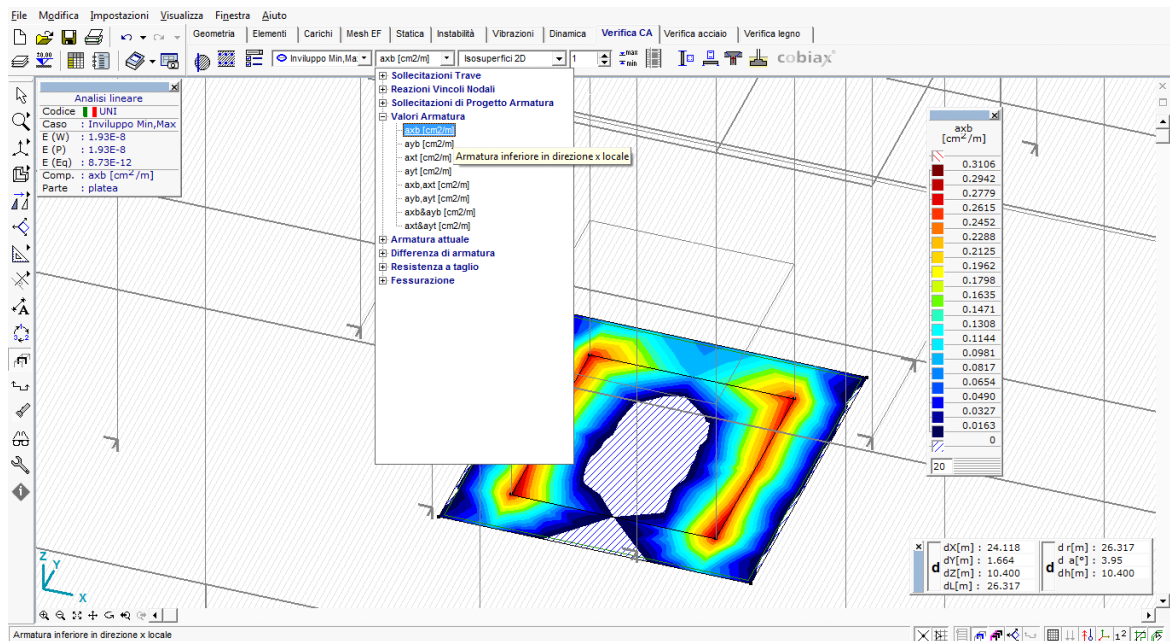 File Modifica Impostazioni Visualizza Finestra Aiuto
Geometria Elementi Carichi Mesh EF Statica Instabilità Vibrazioni Dinamica Verifica CA Verifica acciaio Verifica legno
Inviluppo Min,Ma: axb [cm2/m] Isosuperfici 2D 1 max min cobiax
Analisi lineare
Codice UNI
Caso : Inviluppo Min,Max
E (W) : 1.93E-8
E (P) : 1.93E-8
E (Eq) : 8.73E-12
Comp. : axb [cm2/m]
Parte : platea
Sollecitazioni Trave
Reazioni Vincoli Nodali
Sollecitazioni di Progetto Armatura
Valori Armatura
axb [cm2/m]
ayb [cm2/m]
axt [cm2/m]
Armatura inferiore in direzione x locale
ayt [cm2/m]
axb,axt [cm2/m]
ayb,ayt [cm2/m]
axb&ayb [cm2/m]
axt&ayt [cm2/m]
Armatura attuale
Differenza di armatura
Resistenza a taglio
Fessurazione
axb
[cm2/m]
0.3106
0.2942
0.2779
0.2615
0.2452
0.2288
0.2125
0.1962
0.1798
0.1635
0.1471
0.1308
0.1144
0.0981
0.0817
0.0654
0.0490
0.0327
0.0163
0
20
Z
Y
X
d
dX[m] : 24.118
dY[m] : 1.664
dZ[m] : 10.400
dL[m] : 26.317
d
d r[m] : 26.317
d a[°] : 3.95
dh[m] : 10.400
Armatura inferiore in direzione x locale